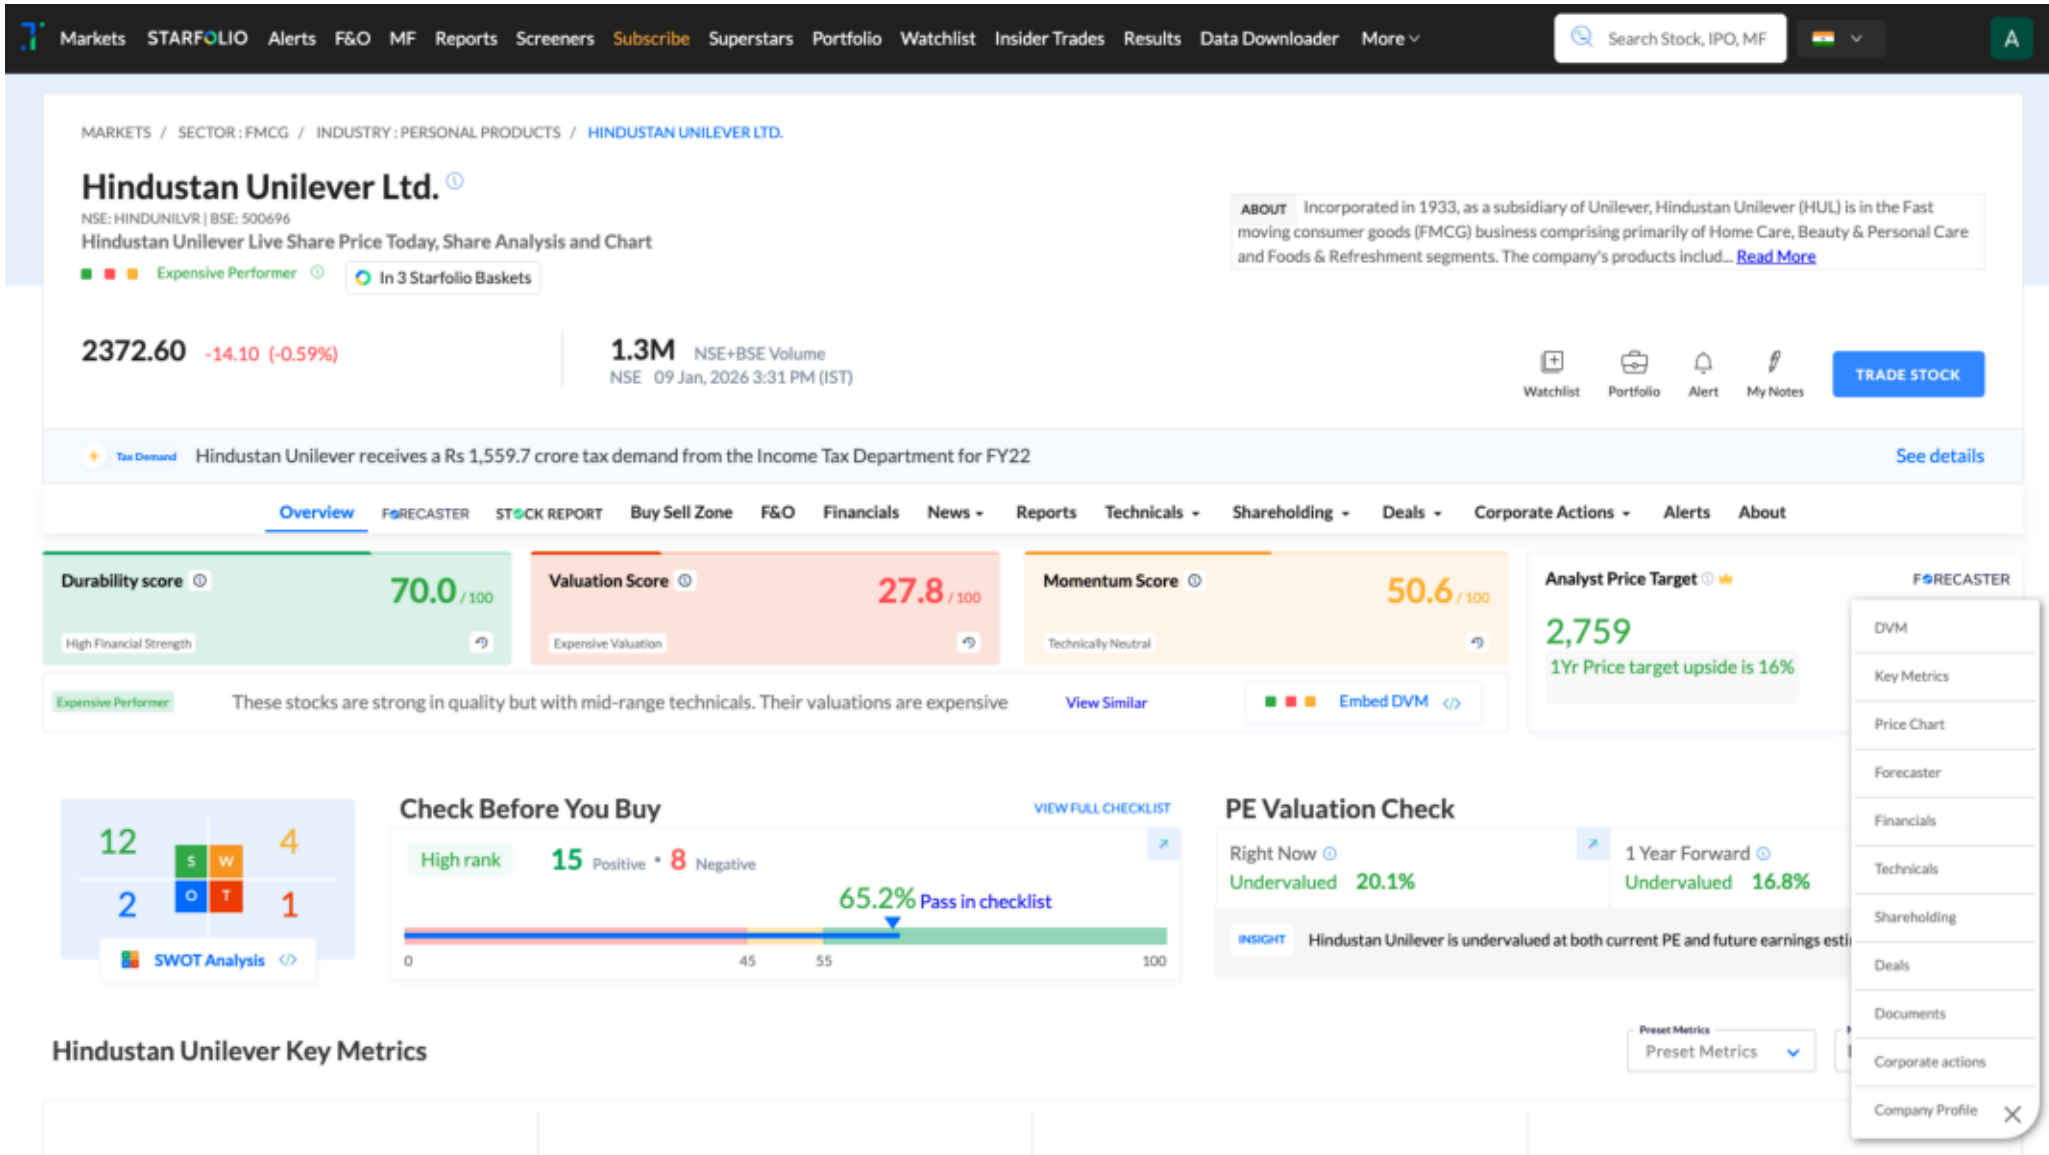 Markets STARFOLIO Alerts F&O MF Reports Screeners Subscribe Superstars Portfolio Watchlist Insider Trades Results Data Downloader More Search Stock, IPO, MF A
MARKETS / SECTOR : FMCG / INDUSTRY : PERSONAL PRODUCTS / HINDUSTAN UNILEVER LTD.
Hindustan Unilever Ltd.
NSE: HINDUNILVR | BSE: 500696
Hindustan Unilever Live Share Price Today, Share Analysis and Chart
Expensive Performer In 3 Starfolio Baskets
ABOUT Incorporated in 1933, as a subsidiary of Unilever, Hindustan Unilever (HUL) is in the Fast
moving consumer goods (FMCG) business comprising primarily of Home Care, Beauty & Personal Care
and Foods & Refreshment segments. The company's products includ... Read More
2372.60 -14.10 (-0.59%)
1.3M NSE+BSE Volume
NSE 09 Jan, 2026 3:31 PM (IST)
Watchlist Portfolio Alert My Notes TRADE STOCK
Tax Demand Hindustan Unilever receives a Rs 1,559.7 crore tax demand from the Income Tax Department for FY22 See details
Overview FORECASTER STOCK REPORT Buy Sell Zone F&O Financials News Reports Technicals Shareholding Deals Corporate Actions Alerts About
Durability score 70.0 / 100
High Financial Strength
Valuation Score 27.8 / 100
Expensive Valuation
Momentum Score 50.6 / 100
Technically Neutral
Analyst Price Target FORECASTER
2,759
1Yr Price target upside is 16%
Expensive Performer These stocks are strong in quality but with mid-range technicals. Their valuations are expensive View Similar Embed DVM </>
12 4
S W
O T
2 1
SWOT Analysis </>
Check Before You Buy VIEW FULL CHECKLIST
High rank 15 Positive • 8 Negative
65.2% Pass in checklist
0 45 55 100
PE Valuation Check
Right Now
Undervalued 20.1%
1 Year Forward
Undervalued 16.8%
INSIGHT Hindustan Unilever is undervalued at both current PE and future earnings esti
Hindustan Unilever Key Metrics
Preset Metrics
Preset Metrics
DVM
Key Metrics
Price Chart
Forecaster
Financials
Technicals
Shareholding
Deals
Documents
Corporate actions
Company Profile